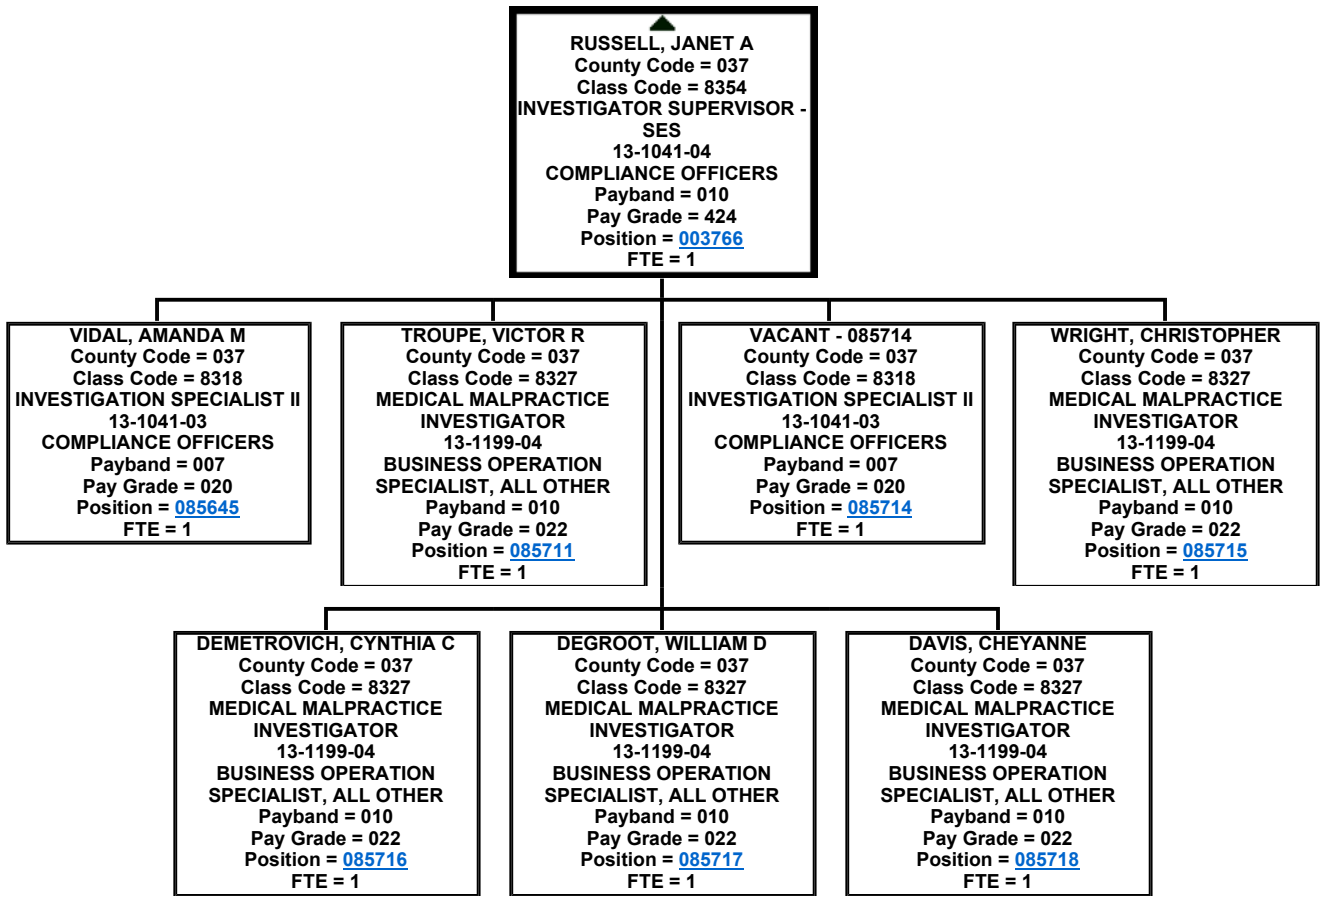 RUSSELL, JANET A
County Code = 037
Class Code = 8354
INVESTIGATOR SUPERVISOR -
SES
13-1041-04
COMPLIANCE OFFICERS
Payband = 010
Pay Grade = 424
Position = 003766
FTE = 1
VIDAL, AMANDA M
County Code = 037
Class Code = 8318
INVESTIGATION SPECIALIST II
13-1041-03
COMPLIANCE OFFICERS
Payband = 007
Pay Grade = 020
Position = 085645
FTE = 1
TROUPE, VICTOR R
County Code = 037
Class Code = 8327
MEDICAL MALPRACTICE
INVESTIGATOR
13-1199-04
BUSINESS OPERATION
SPECIALIST, ALL OTHER
Payband = 010
Pay Grade = 022
Position = 085711
FTE = 1
VACANT - 085714
County Code = 037
Class Code = 8318
INVESTIGATION SPECIALIST II
13-1041-03
COMPLIANCE OFFICERS
Payband = 007
Pay Grade = 020
Position = 085714
FTE = 1
WRIGHT, CHRISTOPHER
County Code = 037
Class Code = 8327
MEDICAL MALPRACTICE
INVESTIGATOR
13-1199-04
BUSINESS OPERATION
SPECIALIST, ALL OTHER
Payband = 010
Pay Grade = 022
Position = 085715
FTE = 1
DEMETROVICH, CYNTHIA C
County Code = 037
Class Code = 8327
MEDICAL MALPRACTICE
INVESTIGATOR
13-1199-04
BUSINESS OPERATION
SPECIALIST, ALL OTHER
Payband = 010
Pay Grade = 022
Position = 085716
FTE = 1
DEGROOT, WILLIAM D
County Code = 037
Class Code = 8327
MEDICAL MALPRACTICE
INVESTIGATOR
13-1199-04
BUSINESS OPERATION
SPECIALIST, ALL OTHER
Payband = 010
Pay Grade = 022
Position = 085717
FTE = 1
DAVIS, CHEYANNE
County Code = 037
Class Code = 8327
MEDICAL MALPRACTICE
INVESTIGATOR
13-1199-04
BUSINESS OPERATION
SPECIALIST, ALL OTHER
Payband = 010
Pay Grade = 022
Position = 085718
FTE = 1